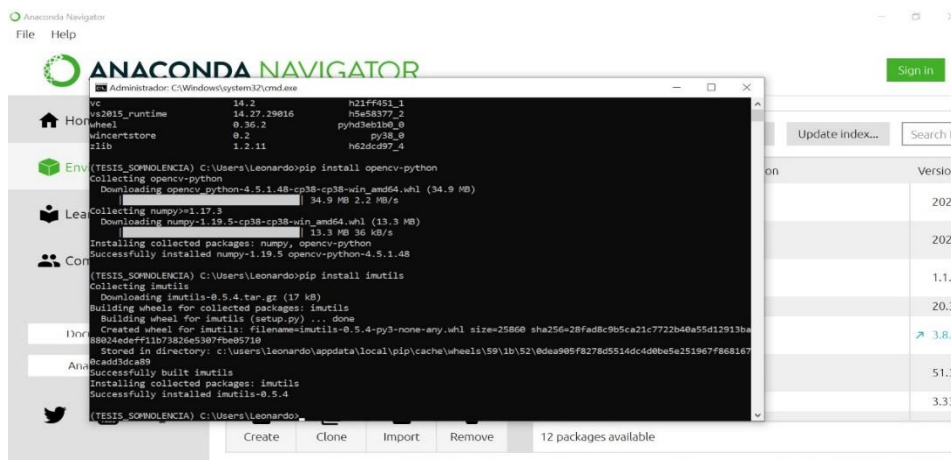 Anaconda Navigator
File Help
ANACONDA NAVIGATOR
Sign in
Administrador: C:\Windows\system32\cmd.exe
vc 14.2 h21ff451_1
vs2015_runtime 14.27.29016 h5e58377_2
wheel 0.36.2 pyhd3eb1b0_0
wincertstore 0.2 py38_0
zlib 1.2.11 h62dcd97_4
(TESIS_SOMNOLENCIA) C:\Users\Leonardo>pip install opencv-python
Collecting opencv-python
Downloading opencv_python-4.5.1.48-cp38-cp38-win_amd64.whl (34.9 MB)
| | 34.9 MB 2.2 MB/s
Collecting numpy>=1.17.3
Downloading numpy-1.19.5-cp38-cp38-win_amd64.whl (13.3 MB)
| | 13.3 MB 36 kB/s
Installing collected packages: numpy, opencv-python
Successfully installed numpy-1.19.5 opencv-python-4.5.1.48
(TESIS_SOMNOLENCIA) C:\Users\Leonardo>pip install imutils
Collecting imutils
Downloading imutils-0.5.4.tar.gz (17 kB)
Building wheels for collected packages: imutils
Building wheel for imutils (setup.py) ... done
Created wheel for imutils: filename=imutils-0.5.4-py3-none-any.whl size=25860 sha256=28fad8c9b5ca21c7722b40a55d12913ba
88024edeff11b73826e5307fbe05710
Stored in directory: c:\users\leonardo\appdata\local\pip\cache\wheels\59\1b\52\0dea905f8278d5514dc4d0be5e251967f868167
0cadd3dca89
Successfully built imutils
Installing collected packages: imutils
Successfully installed imutils-0.5.4
(TESIS_SOMNOLENCIA) C:\Users\Leonardo>
Hom
Env
Lear
Com
Doc
Ana
Update index...
Search
on
Versio
202
202
1.1.
20.3
3.8.
51.3
3.33
Create Clone Import Remove 12 packages available